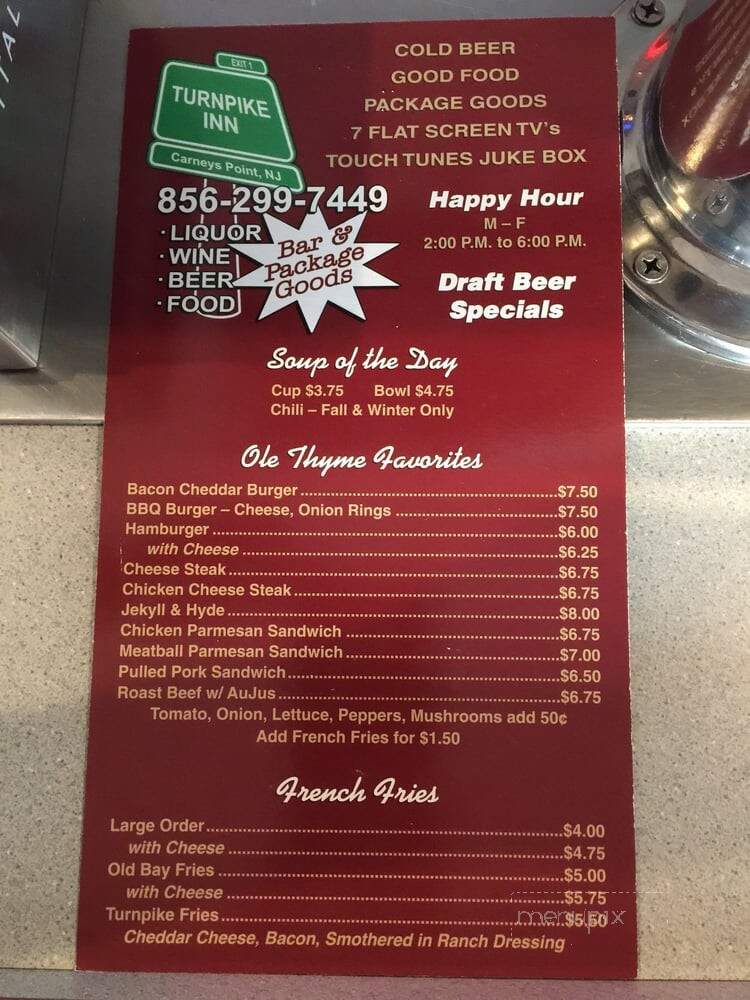 EXIT 1
TURNPIKE
INN
Carneys Point, NJ
COLD BEER
GOOD FOOD
PACKAGE GOODS
7 FLAT SCREEN TV's
TOUCH TUNES JUKE BOX
856-299-7449
· LIQUOR
· WINE
· BEER
· FOOD
Bar &
Package
Goods
Happy Hour
M – F
2:00 P.M. to 6:00 P.M.
Draft Beer
Specials
Soup of the Day
Cup $3.75 Bowl $4.75
Chili – Fall & Winter Only
Ole Thyme Favorites
Bacon Cheddar Burger $7.50
BBQ Burger – Cheese, Onion Rings $7.50
Hamburger $6.00
with Cheese $6.25
Cheese Steak $6.75
Chicken Cheese Steak $6.75
Jekyll & Hyde $8.00
Chicken Parmesan Sandwich $6.75
Meatball Parmesan Sandwich $7.00
Pulled Pork Sandwich $6.50
Roast Beef w/ AuJus $6.75
Tomato, Onion, Lettuce, Peppers, Mushrooms add 50¢
Add French Fries for $1.50
French Fries
Large Order $4.00
with Cheese $4.75
Old Bay Fries $5.00
with Cheese $5.75
Turnpike Fries $5.50
Cheddar Cheese, Bacon, Smothered in Ranch Dressing
menupix